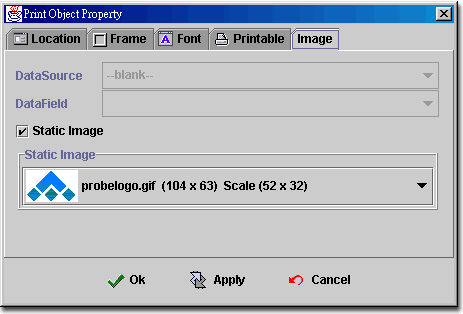 Print Object Property
Location Frame Font Printable Image
DataSource --blank--
DataField
Static Image
Static Image
probelogo.gif (104 x 63) Scale (52 x 32)
Ok Apply Cancel